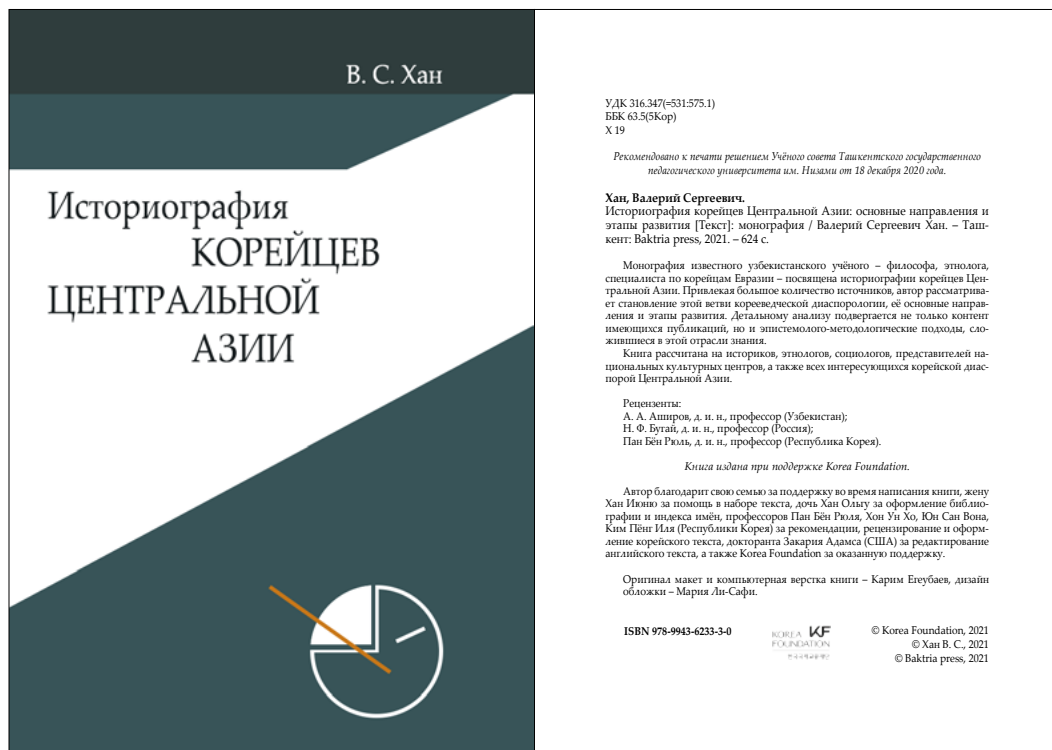 В. С. Хан
Историография
КОРЕЙЦЕВ
ЦЕНТРАЛЬНОЙ
АЗИИ
УДК 316.347(=531:575.1)
ББК 63.5(5Кор)
Х 19
Рекомендовано к печати решением Учёного совета Ташкентского государственного
педагогического университета им. Низами от 18 декабря 2020 года.
Хан, Валерий Сергеевич.
Историография корейцев Центральной Азии: основные направления и
этапы развития [Текст]: монография / Валерий Сергеевич Хан. – Таш-
кент: Baktria press, 2021. – 624 с.
Монография известного узбекистанского учёного – философа, этнолога,
специалиста по корейцам Евразии – посвящена историографии корейцев Цен-
тральной Азии. Привлекая большое количество источников, автор рассматрива-
ет становление этой ветви корееведческой диаспорологии, её основные направ-
ления и этапы развития. Детальному анализу подвергается не только контент
имеющихся публикаций, но и эпистемолого-методологические подходы, сло-
жившиеся в этой отрасли знания.
Книга рассчитана на историков, этнологов, социологов, представителей на-
циональных культурных центров, а также всех интересующихся корейской диас-
порой Центральной Азии.
Рецензенты:
А. А. Аширов, д. и. н., профессор (Узбекистан);
Н. Ф. Бугай, д. и. н., профессор (Россия);
Пан Бён Рюль, д. и. н., профессор (Республика Корея).
Книга издана при поддержке Korea Foundation.
Автор благодарит свою семью за поддержку во время написания книги, жену
Хан Июню за помощь в наборе текста, дочь Хан Ольгу за оформление библио-
графии и индекса имён, профессоров Пан Бён Рюля, Хон Ун Хо, Юн Сан Вона,
Ким Пёнг Иля (Республики Корея) за рекомендации, рецензирование и оформ-
ление корейского текста, докторанта Закария Адамса (США) за редактирование
английского текста, а также Korea Foundation за оказанную поддержку.
Оригинал макет и компьютерная верстка книги – Карим Егеубаев, дизайн
обложки – Мария Ли-Сафи.
ISBN 978-9943-6233-3-0
KOREA KF
FOUNDATION
한국국제교류재단
© Korea Foundation, 2021
© Хан В. С., 2021
© Baktria press, 2021